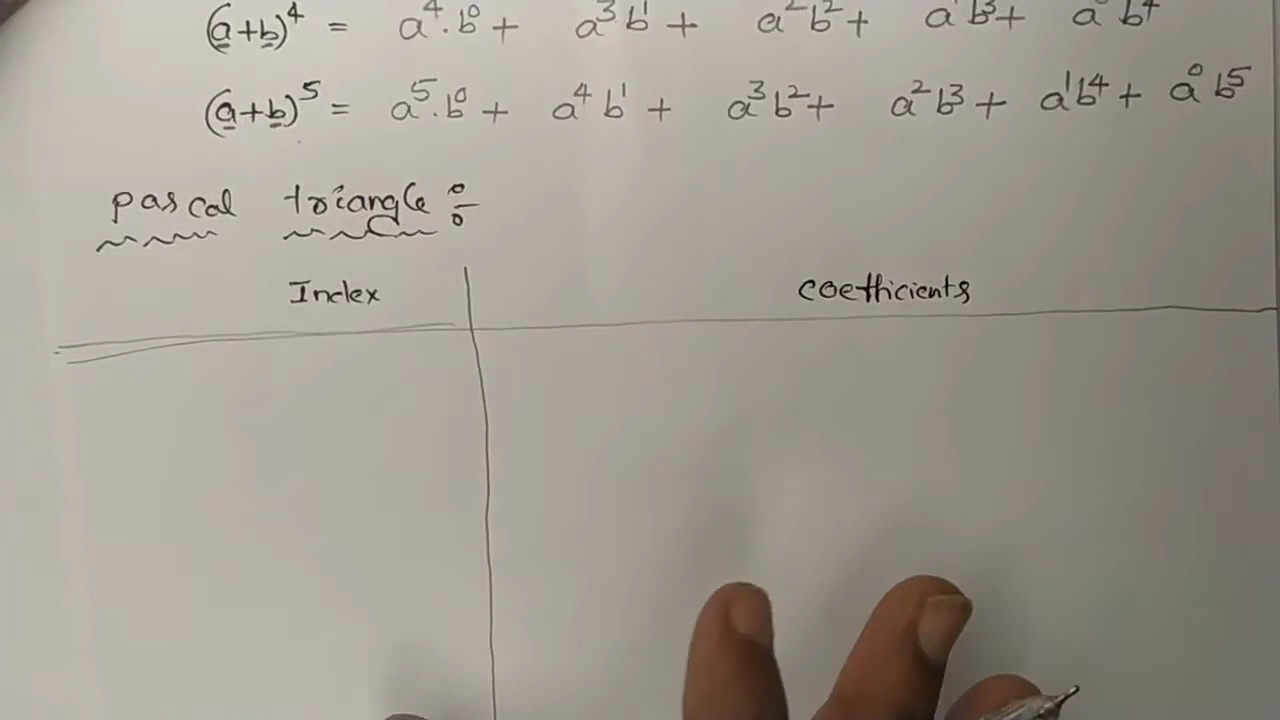 (a+b)⁴ = a⁴.b⁰ + a³b¹ + a²b² + a¹b³ + a⁰b⁴
(a+b)⁵ = a⁵.b⁰ + a⁴b¹ + a³b² + a²b³ + a¹b⁴ + a⁰b⁵
pascal triangle :-
Index coefficients